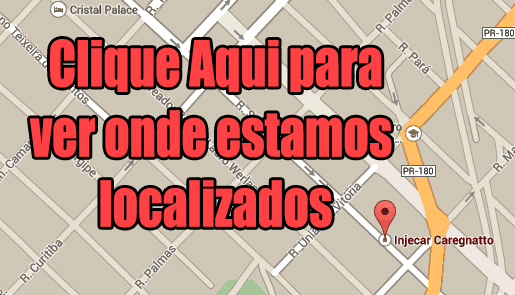 Cristal Palace
R. Palmas
PR-180
Clique Aqui para
R. Pará
ver onde estamos
PR-180
localizados
R. União da Vitória
Injecar Caregnatto
R. Curitiba
R. Palmas